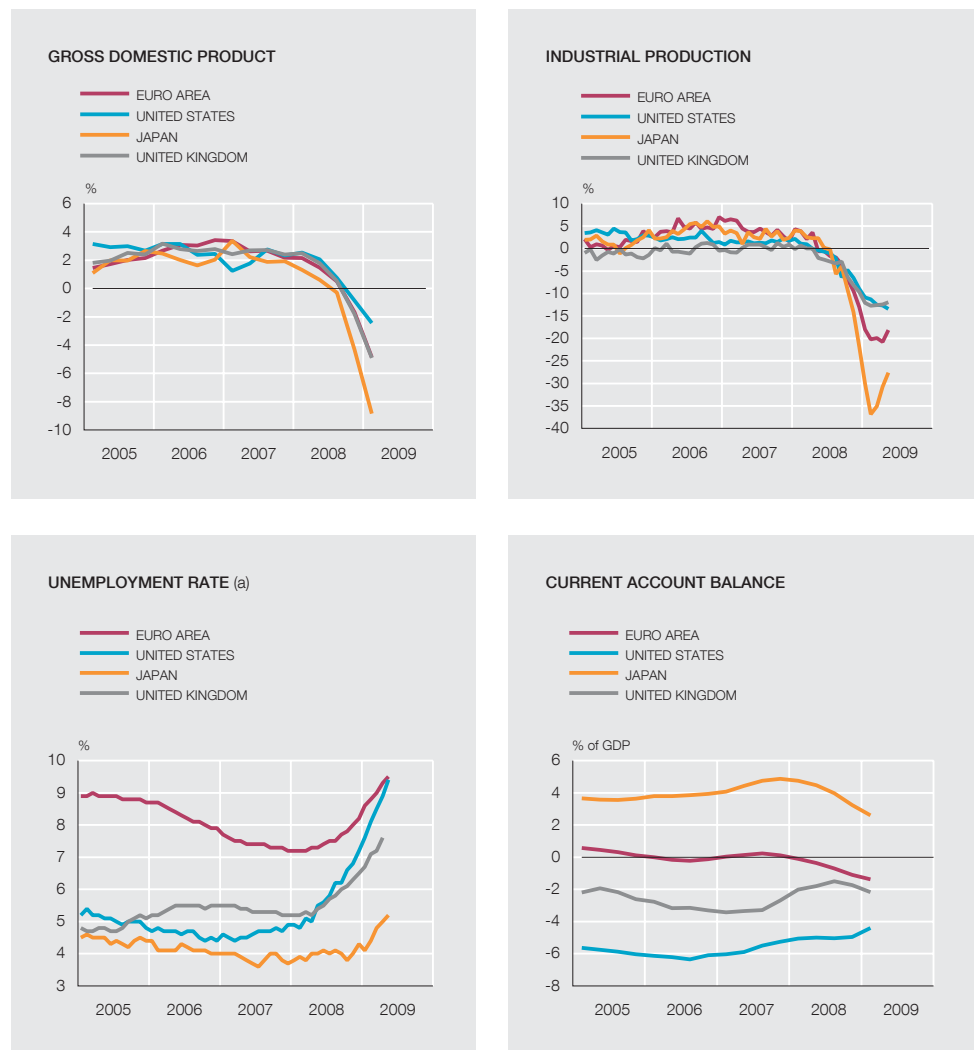 GROSS DOMESTIC PRODUCT
EURO AREA
UNITED STATES
JAPAN
UNITED KINGDOM
%
6
4
2
0
-2
-4
-6
-8
-10
2005 2006 2007 2008 2009
INDUSTRIAL PRODUCTION
EURO AREA
UNITED STATES
JAPAN
UNITED KINGDOM
%
10
5
0
-5
-10
-15
-20
-25
-30
-35
-40
2005 2006 2007 2008 2009
UNEMPLOYMENT RATE (a)
EURO AREA
UNITED STATES
JAPAN
UNITED KINGDOM
%
10
9
8
7
6
5
4
3
2005 2006 2007 2008 2009
CURRENT ACCOUNT BALANCE
EURO AREA
UNITED STATES
JAPAN
UNITED KINGDOM
% of GDP
6
4
2
0
-2
-4
-6
-8
2005 2006 2007 2008 2009